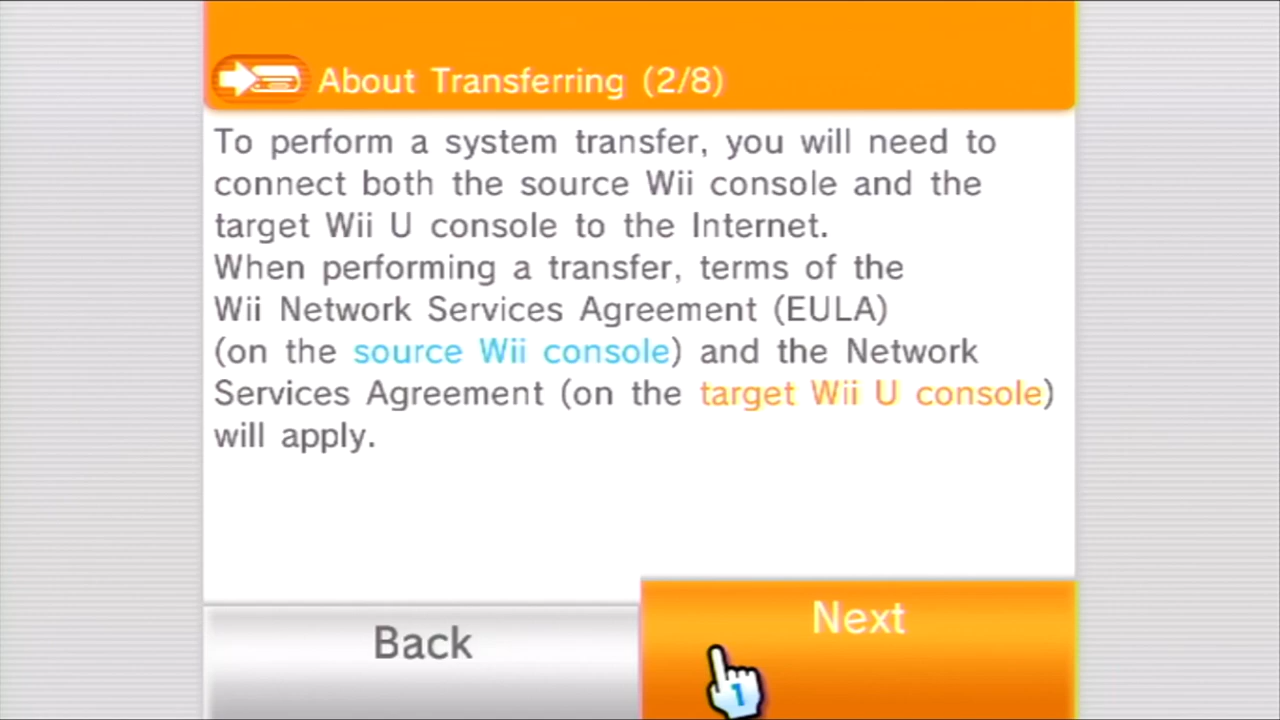 About Transferring (2/8)
To perform a system transfer, you will need to
connect both the source Wii console and the
target Wii U console to the Internet.
When performing a transfer, terms of the
Wii Network Services Agreement (EULA)
(on the source Wii console) and the Network
Services Agreement (on the target Wii U console)
will apply.
Back
Next
1